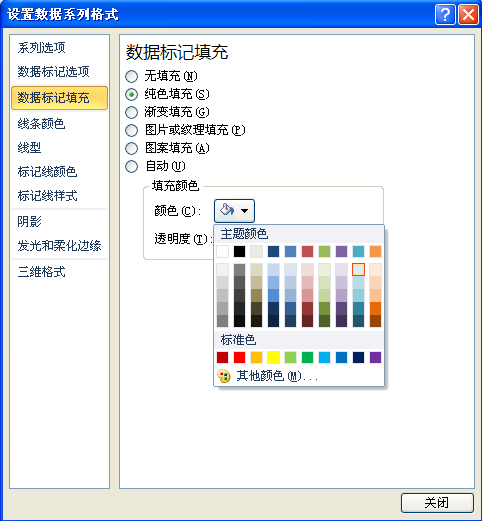 设置数据系列格式
系列选项
数据标记选项
数据标记填充
线条颜色
线型
标记线颜色
标记线样式
阴影
发光和柔化边缘
三维格式
数据标记填充
无填充(N)
纯色填充(S)
渐变填充(G)
图片或纹理填充(P)
图案填充(A)
自动(U)
填充颜色
颜色(C):
透明度(T):
主题颜色
标准色
其他颜色(M)...
关闭